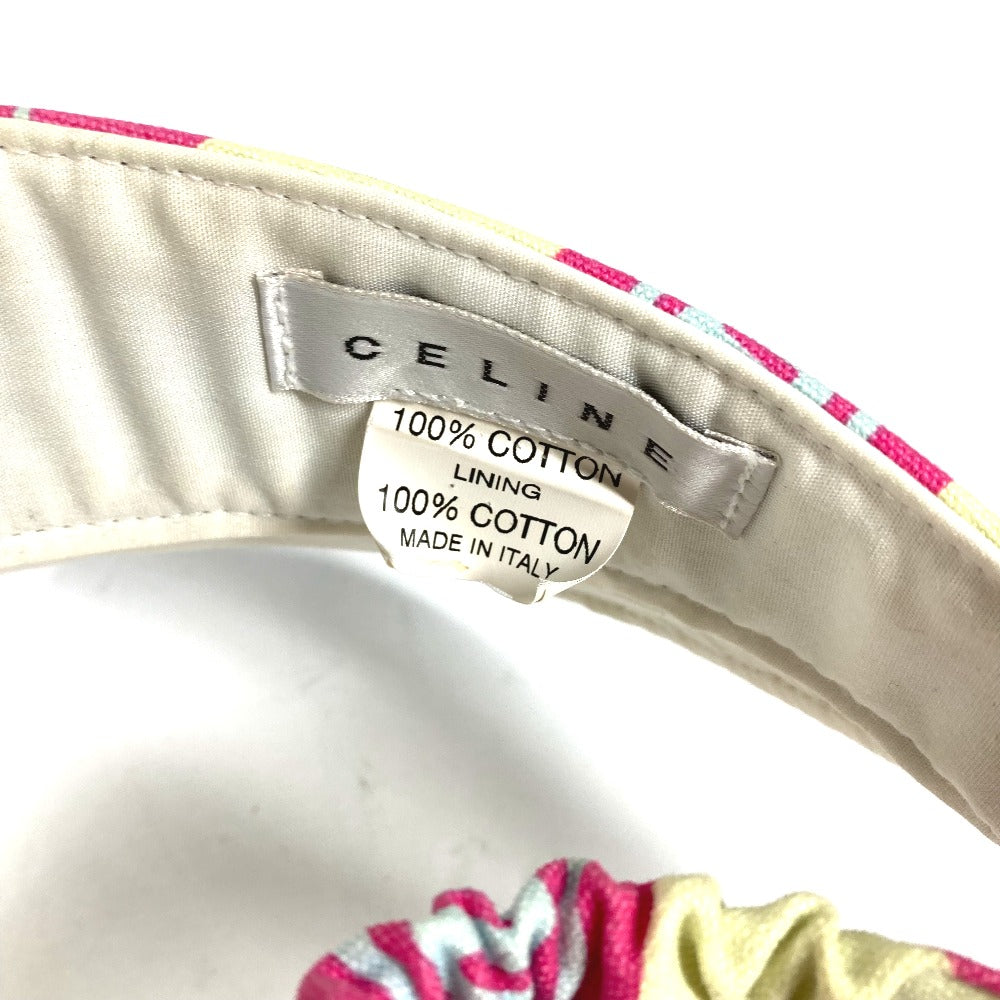 CELINE
100% COTTON
LINING
100% COTTON
MADE IN ITALY